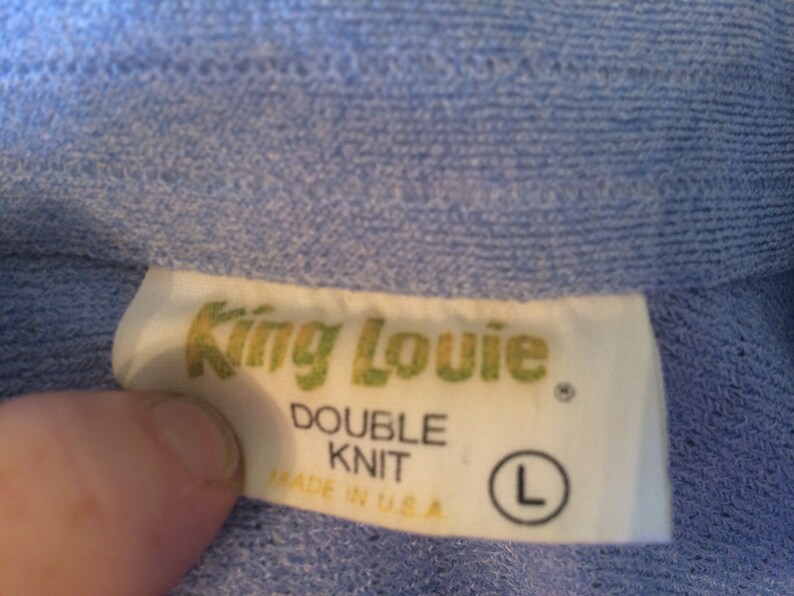 King Louie ®
DOUBLE
KNIT
MADE IN U.S.A.
L